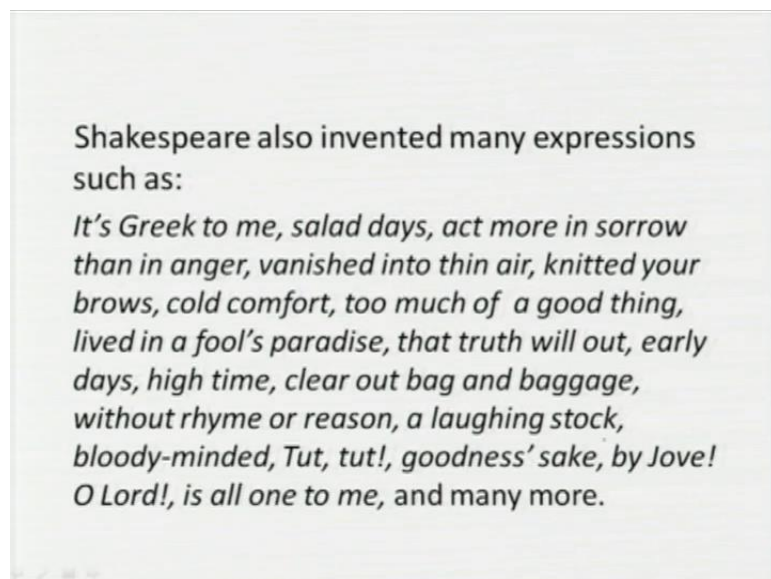 Shakespeare also invented many expressions
such as:
It's Greek to me, salad days, act more in sorrow
than in anger, vanished into thin air, knitted your
brows, cold comfort, too much of a good thing,
lived in a fool's paradise, that truth will out, early
days, high time, clear out bag and baggage,
without rhyme or reason, a laughing stock,
bloody-minded, Tut, tut!, goodness' sake, by Jove!
O Lord!, is all one to me, and many more.